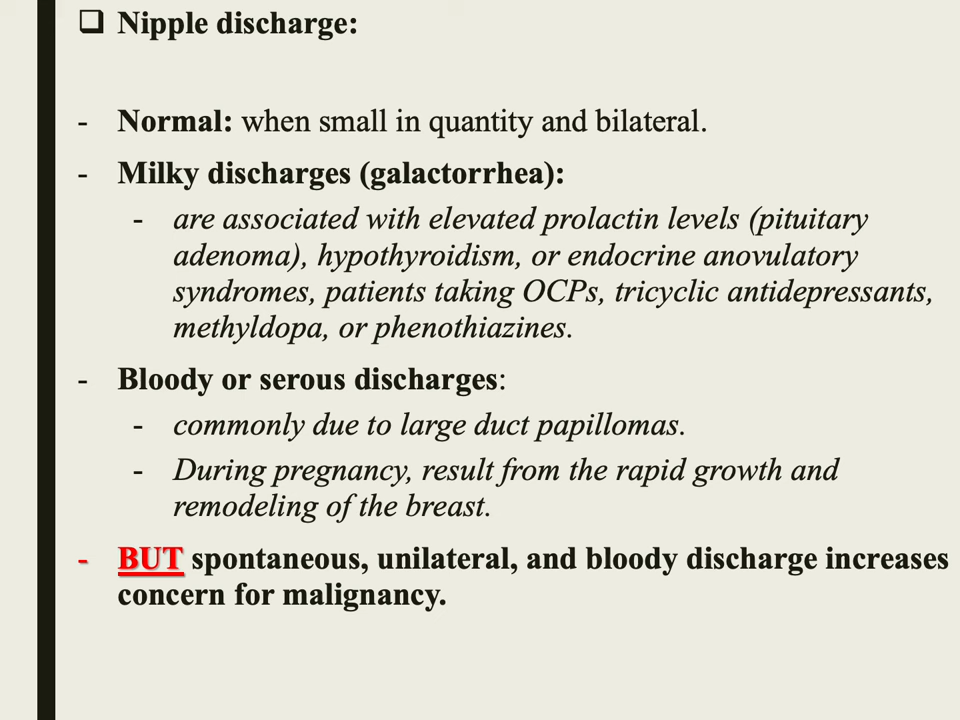 ❑ Nipple discharge:
- Normal: when small in quantity and bilateral.
- Milky discharges (galactorrhea):
- are associated with elevated prolactin levels (pituitary
adenoma), hypothyroidism, or endocrine anovulatory
syndromes, patients taking OCPs, tricyclic antidepressants,
methyldopa, or phenothiazines.
- Bloody or serous discharges:
- commonly due to large duct papillomas.
- During pregnancy, result from the rapid growth and
remodeling of the breast.
- BUT spontaneous, unilateral, and bloody discharge increases
concern for malignancy.